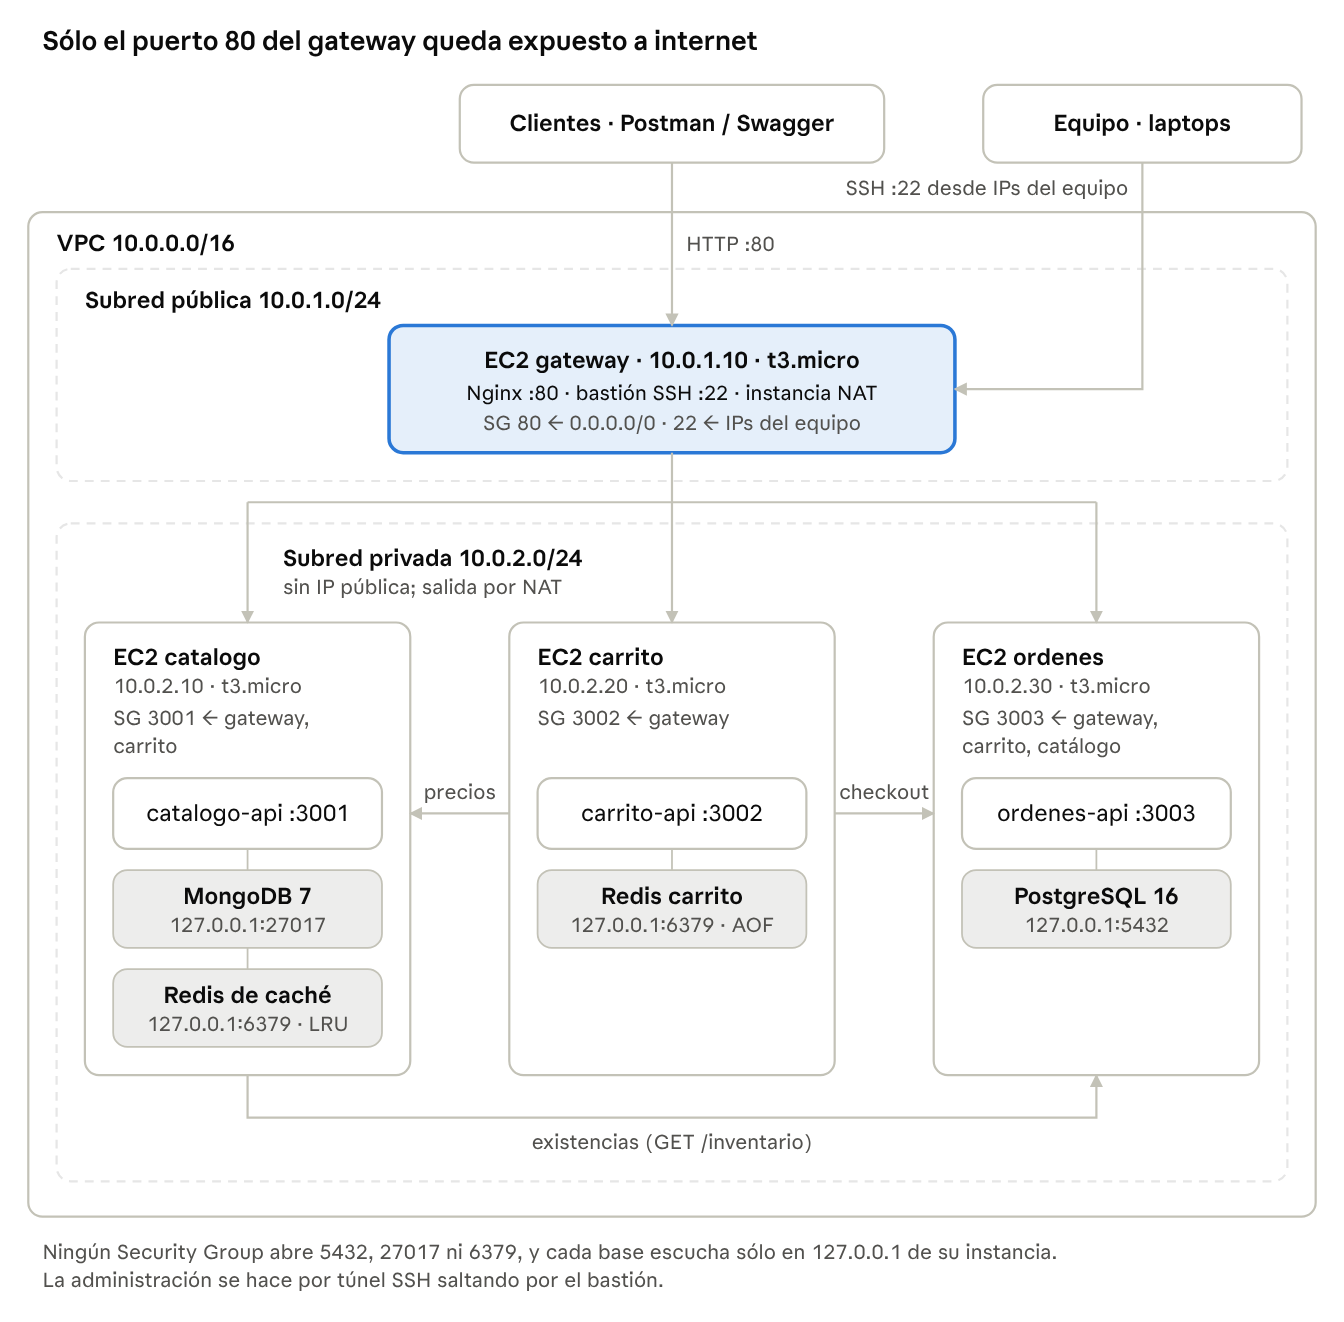 Sólo el puerto 80 del gateway queda expuesto a internet
Clientes · Postman / Swagger
Equipo · laptops
SSH :22 desde IPs del equipo
VPC 10.0.0.0/16
HTTP :80
Subred pública 10.0.1.0/24
EC2 gateway · 10.0.1.10 · t3.micro
Nginx :80 · bastión SSH :22 · instancia NAT
SG 80 ← 0.0.0.0/0 · 22 ← IPs del equipo
Subred privada 10.0.2.0/24
sin IP pública; salida por NAT
EC2 catalogo
10.0.2.10 · t3.micro
SG 3001 ← gateway,
carrito
catalogo-api :3001
MongoDB 7
127.0.0.1:27017
Redis de caché
127.0.0.1:6379 · LRU
precios
EC2 carrito
10.0.2.20 · t3.micro
SG 3002 ← gateway
carrito-api :3002
Redis carrito
127.0.0.1:6379 · AOF
checkout
EC2 ordenes
10.0.2.30 · t3.micro
SG 3003 ← gateway,
carrito, catálogo
ordenes-api :3003
PostgreSQL 16
127.0.0.1:5432
existencias (GET /inventario)
Ningún Security Group abre 5432, 27017 ni 6379, y cada base escucha sólo en 127.0.0.1 de su instancia.
La administración se hace por túnel SSH saltando por el bastión.